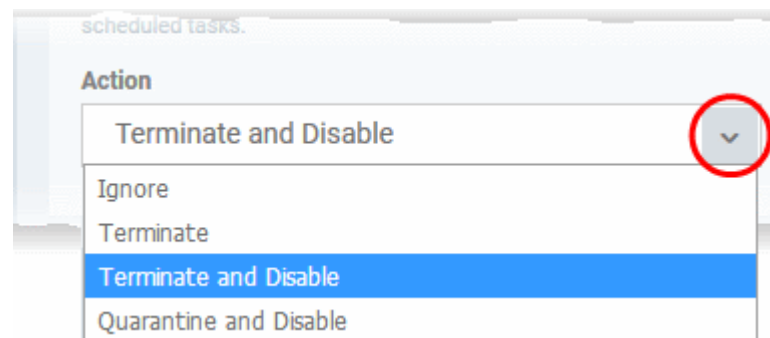 scheduled tasks.
Action
Terminate and Disable
Ignore
Terminate
Terminate and Disable
Quarantine and Disable